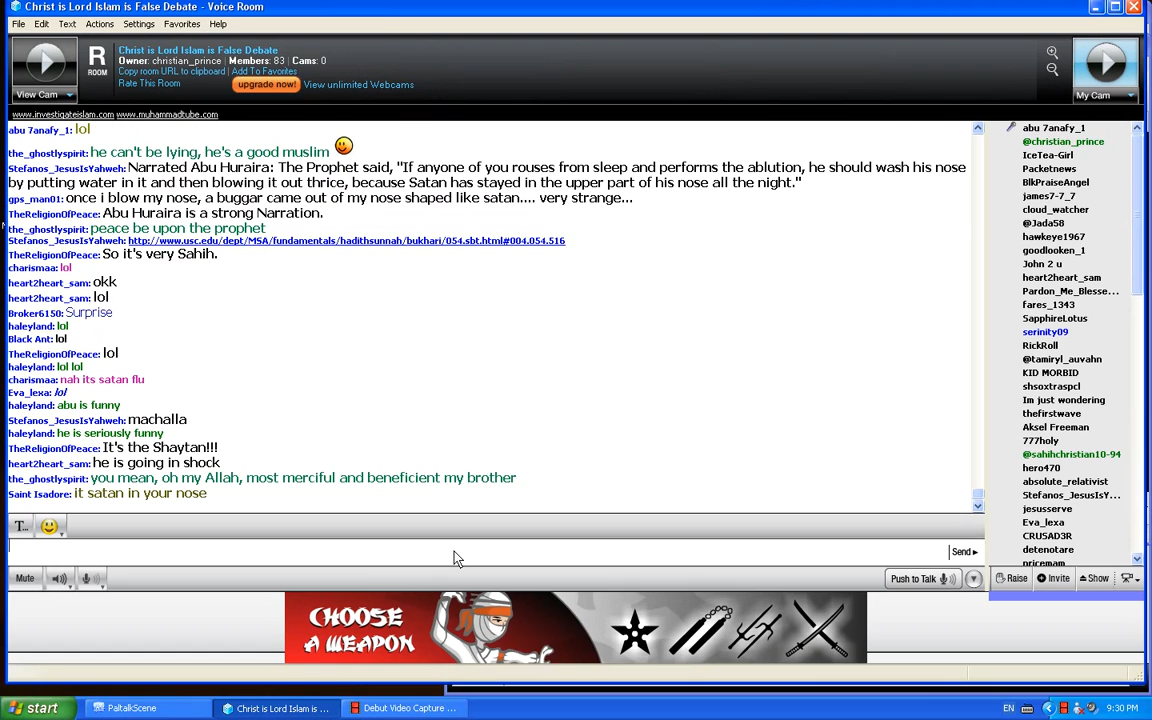 Christ is Lord Islam is False Debate - Voice Room
File Edit Text Actions Settings Favorites Help
View Cam
R
ROOM
Christ is Lord Islam is False Debate
Owner: christian_prince | Members: 83 | Cams: 0
Copy room URL to clipboard | Add To Favorites
Rate This Room upgrade now! View unlimited Webcams
My Cam
www.investigateislam.com www.muhammadtube.com
abu 7anafy_1: lol
the_ghostlyspirit: he can't be lying, he's a good muslim
Stefanos_JesusIsYahweh: Narrated Abu Huraira: The Prophet said, "If anyone of you rouses from sleep and performs the ablution, he should wash his nose
by putting water in it and then blowing it out thrice, because Satan has stayed in the upper part of his nose all the night."
gps_man01: once i blow my nose, a buggar came out of my nose shaped like satan.... very strange...
TheReligionOfPeace: Abu Huraira is a strong Narration.
the_ghostlyspirit: peace be upon the prophet
Stefanos_JesusIsYahweh: http://www.usc.edu/dept/MSA/fundamentals/hadithsunnah/bukhari/054.sbt.html#004.054.516
TheReligionOfPeace: So it's very Sahih.
charismaa: lol
heart2heart_sam: okk
heart2heart_sam: lol
Broker6150: Surprise
haleyland: lol
Black Ant: lol
TheReligionOfPeace: lol
haleyland: lol lol
charismaa: nah its satan flu
Eva_lexa: lol
haleyland: abu is funny
Stefanos_JesusIsYahweh: machalla
haleyland: he is seriously funny
TheReligionOfPeace: It's the Shaytan!!!
heart2heart_sam: he is going in shock
the_ghostlyspirit: you mean, oh my Allah, most merciful and beneficient my brother
Saint Isadore: it satan in your nose
abu 7anafy_1
@christian_prince
IceTea-Girl
Packetnews
BlkPraiseAngel
james7-7_7
cloud_watcher
@Jada58
hawkeye1967
goodlooken_1
John 2 u
heart2heart_sam
Pardon_Me_Blesse...
fares_1343
SapphireLotus
serinity09
RickRoll
@tamiryl_auvahn
KID MORBID
shsoxtraspcl
Im just wondering
thefirstwave
Aksel Freeman
777holy
@sahihchristian10-94
hero470
absolute_relativist
Stefanos_JesusIsY...
jesusserve
Eva_lexa
CRUSAD3R
detenotare
pricemam
T...
Send
Mute Push to Talk Raise Invite Show
CHOOSE
A WEAPON
start PaltalkScene Christ is Lord Islam is ... Debut Video Capture ... EN 9:30 PM